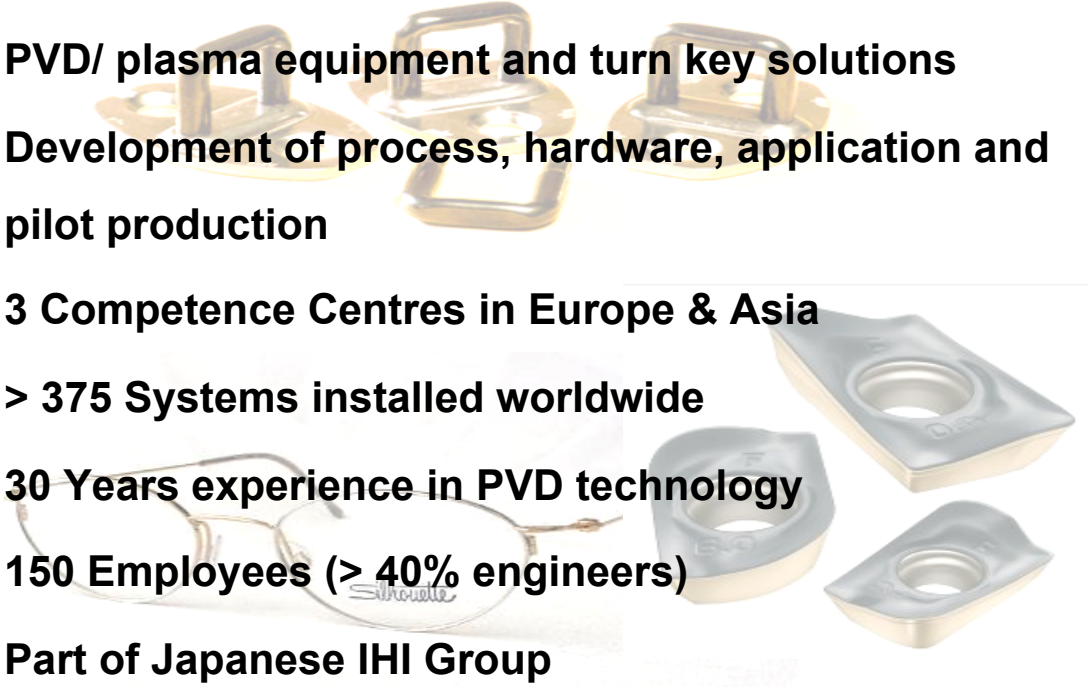 PVD/ plasma equipment and turn key solutions
Development of process, hardware, application and
pilot production
3 Competence Centres in Europe & Asia
> 375 Systems installed worldwide
30 Years experience in PVD technology
150 Employees (> 40% engineers)
Silhouette
Part of Japanese IHI Group